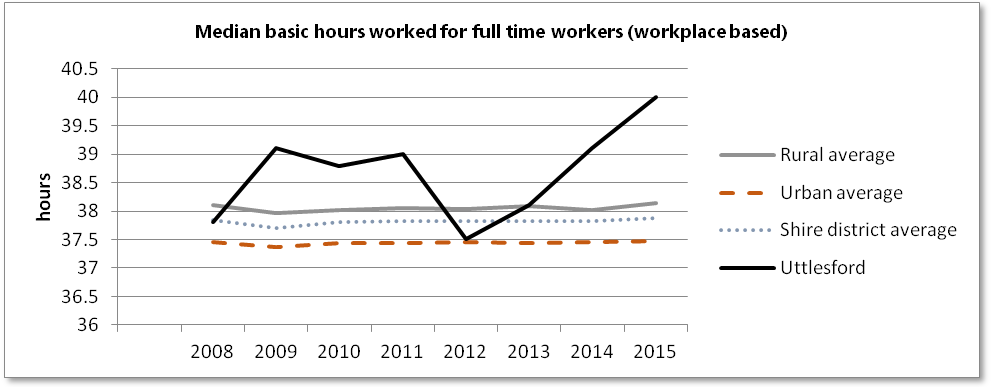 Median basic hours worked for full time workers (workplace based)
40.5
40
39.5
39
38.5
38
37.5
37
36.5
36
hours
2008 2009 2010 2011 2012 2013 2014 2015
Rural average
Urban average
Shire district average
Uttlesford